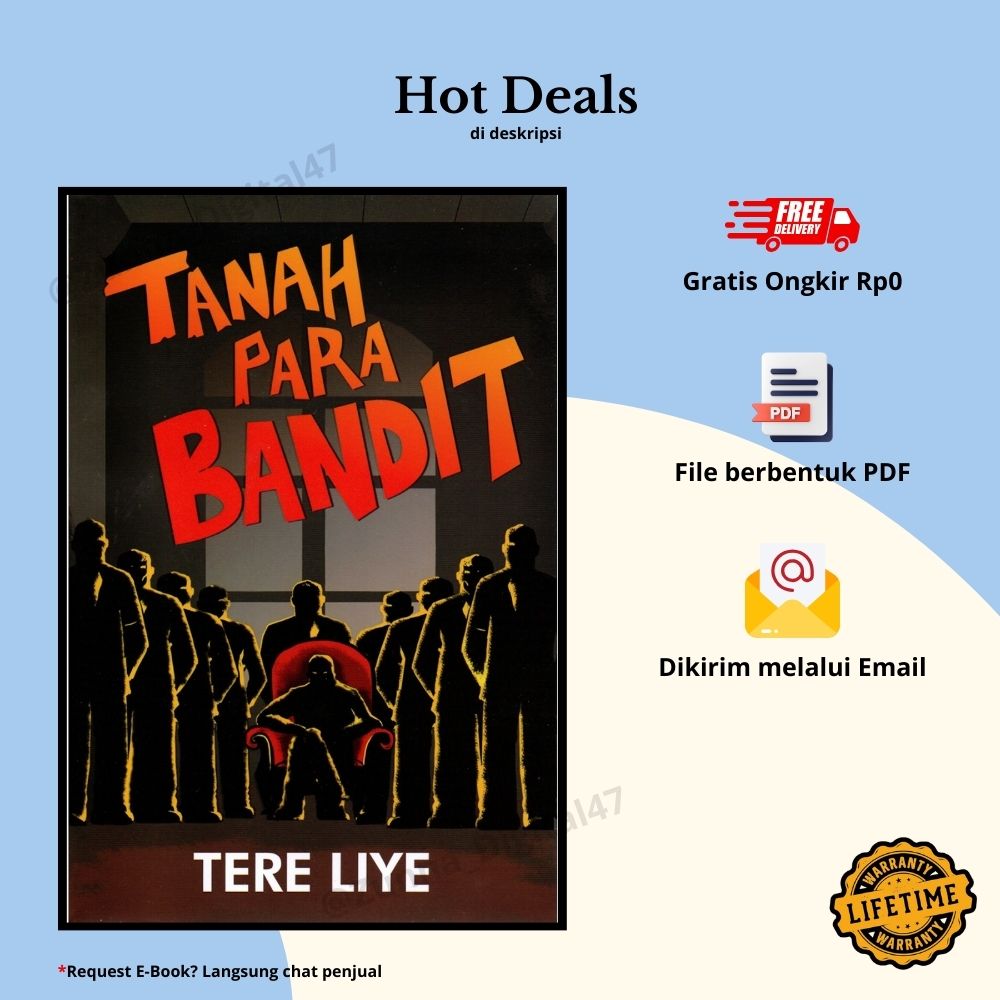 Hot Deals
di deskripsi
TANAH
PARA
BANDIT
TERE LIYE
FREE
DELIVERY
Gratis Ongkir Rp0
PDF
File berbentuk PDF
@
Dikirim melalui Email
WARRANTY
LIFETIME
WARRANTY
*Request E-Book? Langsung chat penjual